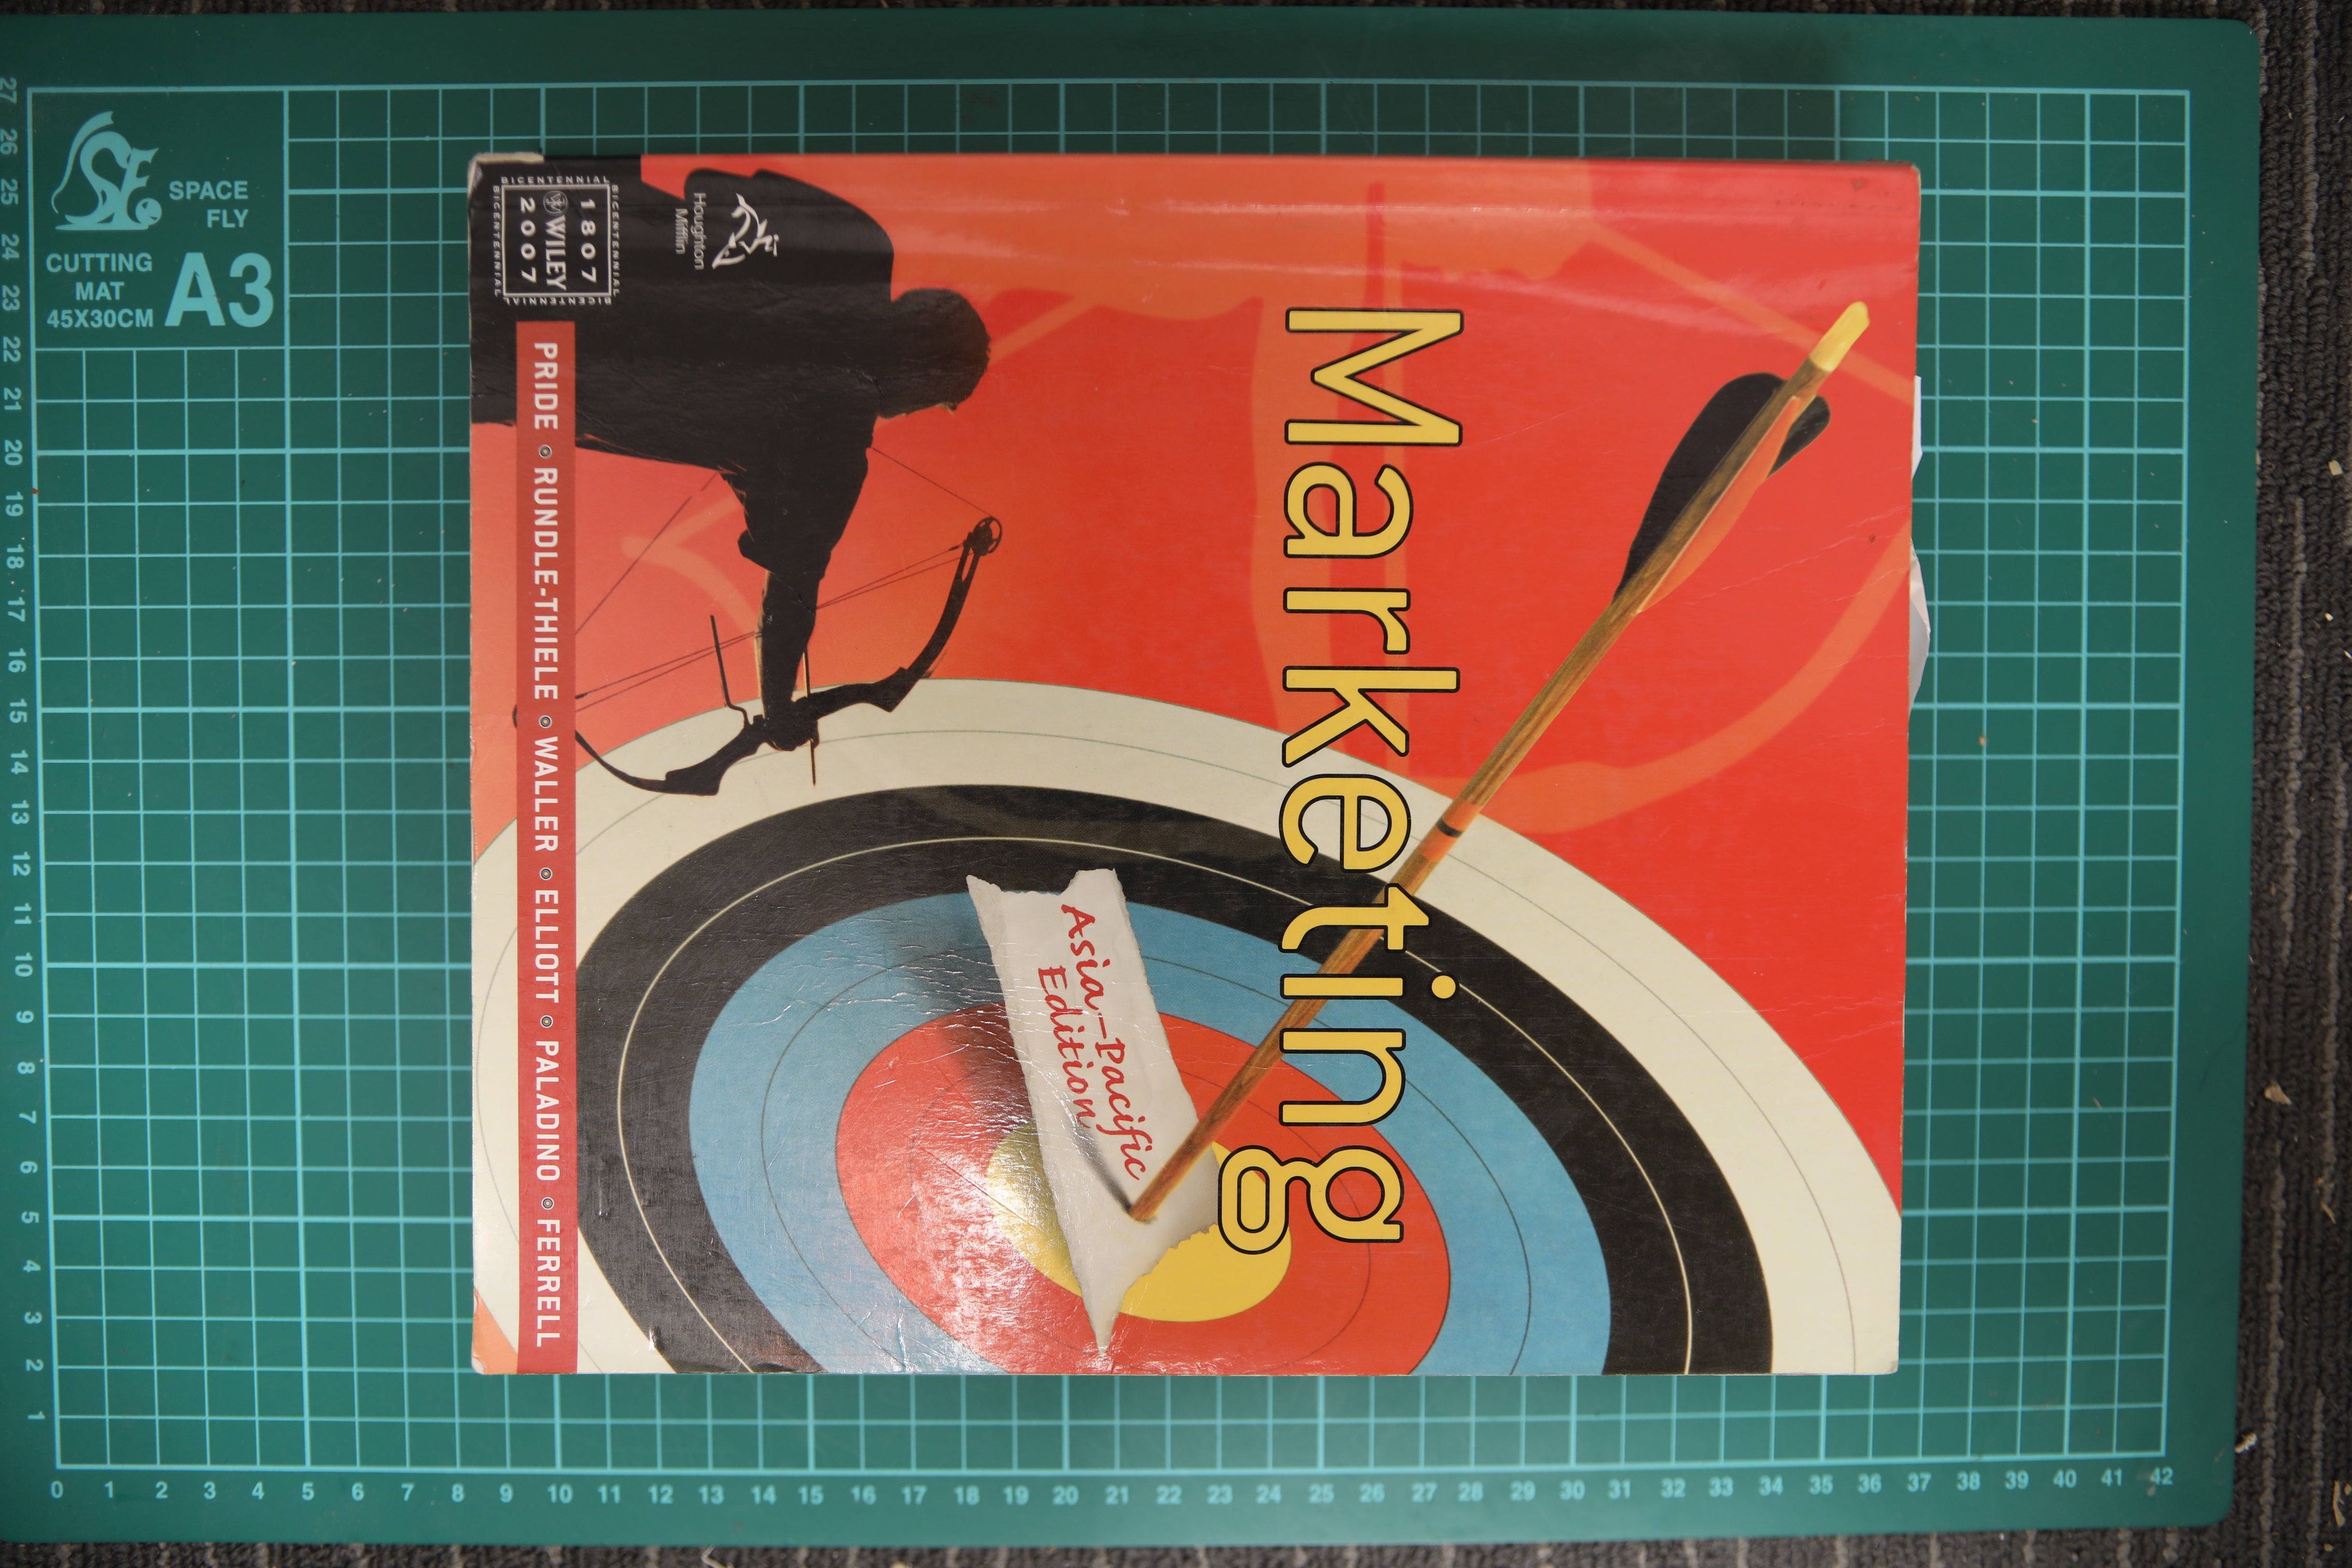 Marketing
Asia-Pacific
Edition
Houghton
Mifflin
BICENTENNIAL
BICENTENNIAL
1807
WILEY
2007
BICENTENNIAL
BICENTENNIAL
PRIDE RUNDLE-THIELE WALLER ELLIOTT PALADINO FERRELL
SPACE
FLY
CUTTING
MAT
45X30CM
A3
27
26
25
24
23
22
21
20
19
18
17
16
15
14
13
12
11
10
9
8
7
6
5
4
3
2
1
0 1 2 3 4 5 6 7 8 9 10 11 12 13 14 15 16 17 18 19 20 21 22 23 24 25 26 27 28 29 30 31 32 33 34 35 36 37 38 39 40 41 42